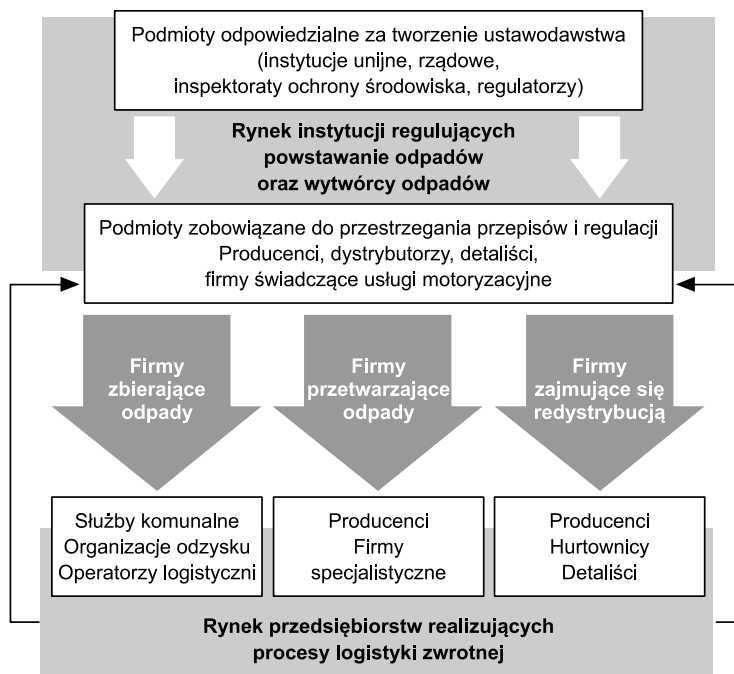 Podmioty odpowiedzialne za tworzenie ustawodawstwa
(instytucje unijne, rządowe,
inspektoraty ochrony środowiska, regulatorzy)
Rynek instytucji regulujących
powstawanie odpadów
oraz wytwórcy odpadów
Podmioty zobowiązane do przestrzegania przepisów i regulacji
Producenci, dystrybutorzy, detaliści,
firmy świadczące usługi motoryzacyjne
Firmy
zbierające
odpady
Firmy
przetwarzające
odpady
Firmy
zajmujące się
redystrybucją
Służby komunalne
Organizacje odzysku
Operatorzy logistyczni
Producenci
Firmy
specjalistyczne
Producenci
Hurtownicy
Detaliści
Rynek przedsiębiorstw realizujących
procesy logistyki zwrotnej